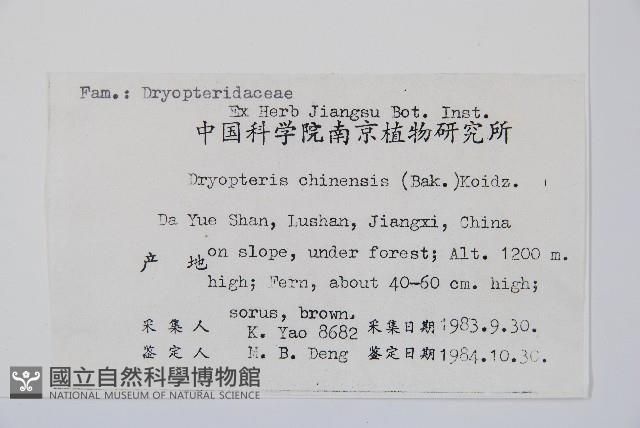 Fam.: Dryopteridaceae
Ex Herb Jiangsu Bot. Inst.
中国科学院南京植物研究所
Dryopteris chinensis (Bak.)Koidz.
Da Yue Shan, Lushan, Jiangxi, China
产 地 on slope, under forest; Alt. 1200 m.
high; Fern, about 40-60 cm. high;
sorus, brown.
采集人 K. Yao 8682 采集日期 1983.9.30.
鉴定人 M. B. Deng 鉴定日期 1984.10.30.
國立自然科學博物館
NATIONAL MUSEUM OF NATURAL SCIENCE